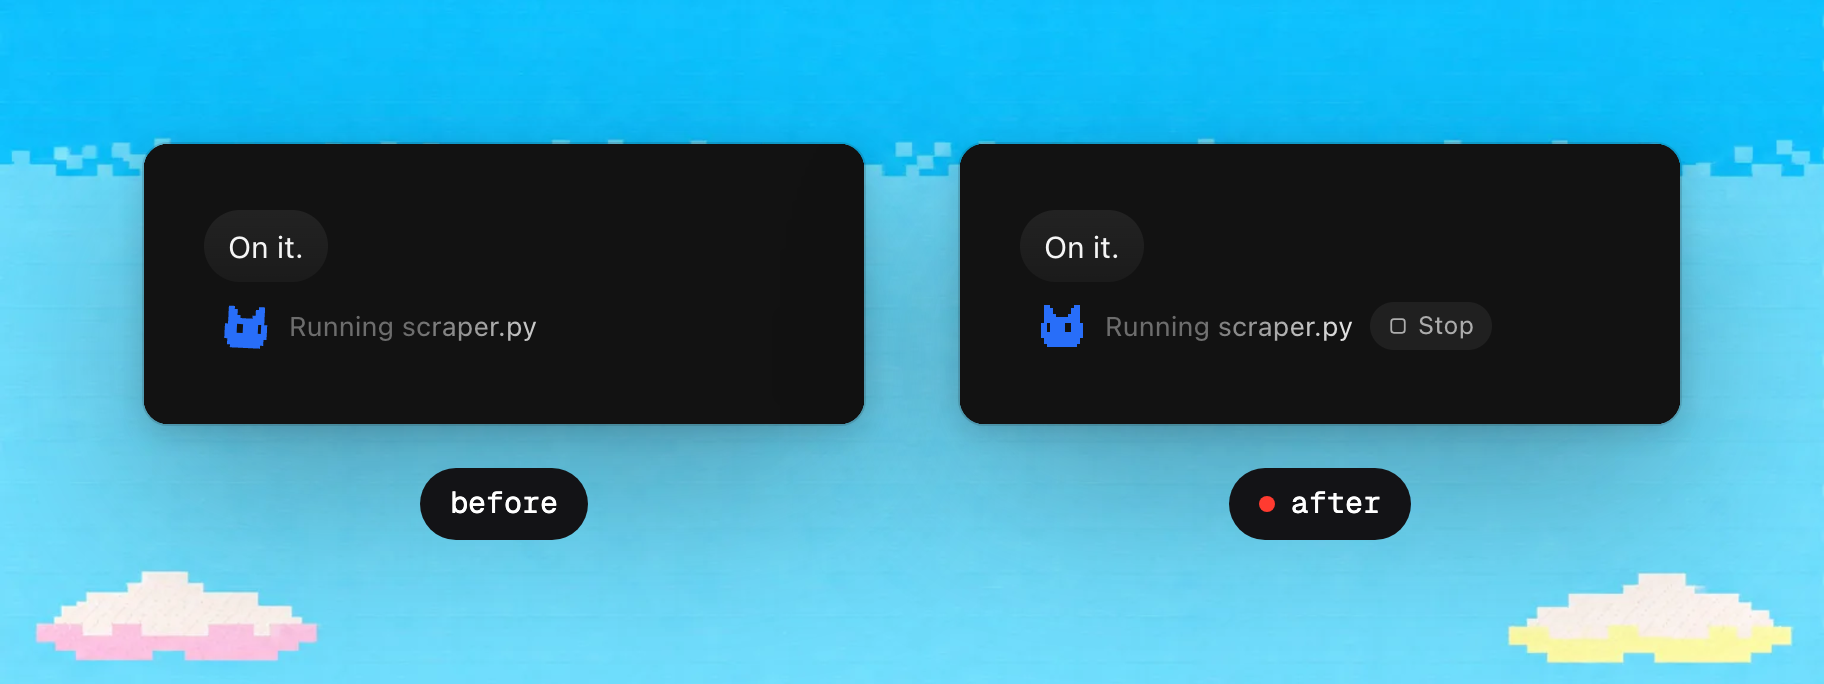 On it.
Running scraper.py
before
On it.
Running scraper.py
Stop
after